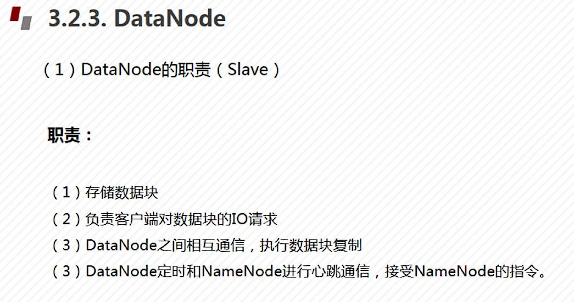 3.2.3. DataNode
（1）DataNode的职责（Slave）
职责：
（1）存储数据块
（2）负责客户端对数据块的IO请求
（3）DataNode之间相互通信，执行数据块复制
（3）DataNode定时和NameNode进行心跳通信，接受NameNode的指令。